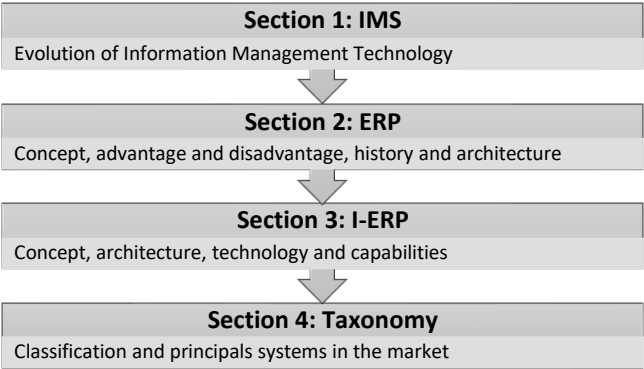 Section 1: IMS
Evolution of Information Management Technology
Section 2: ERP
Concept, advantage and disadvantage, history and architecture
Section 3: I-ERP
Concept, architecture, technology and capabilities
Section 4: Taxonomy
Classification and principals systems in the market